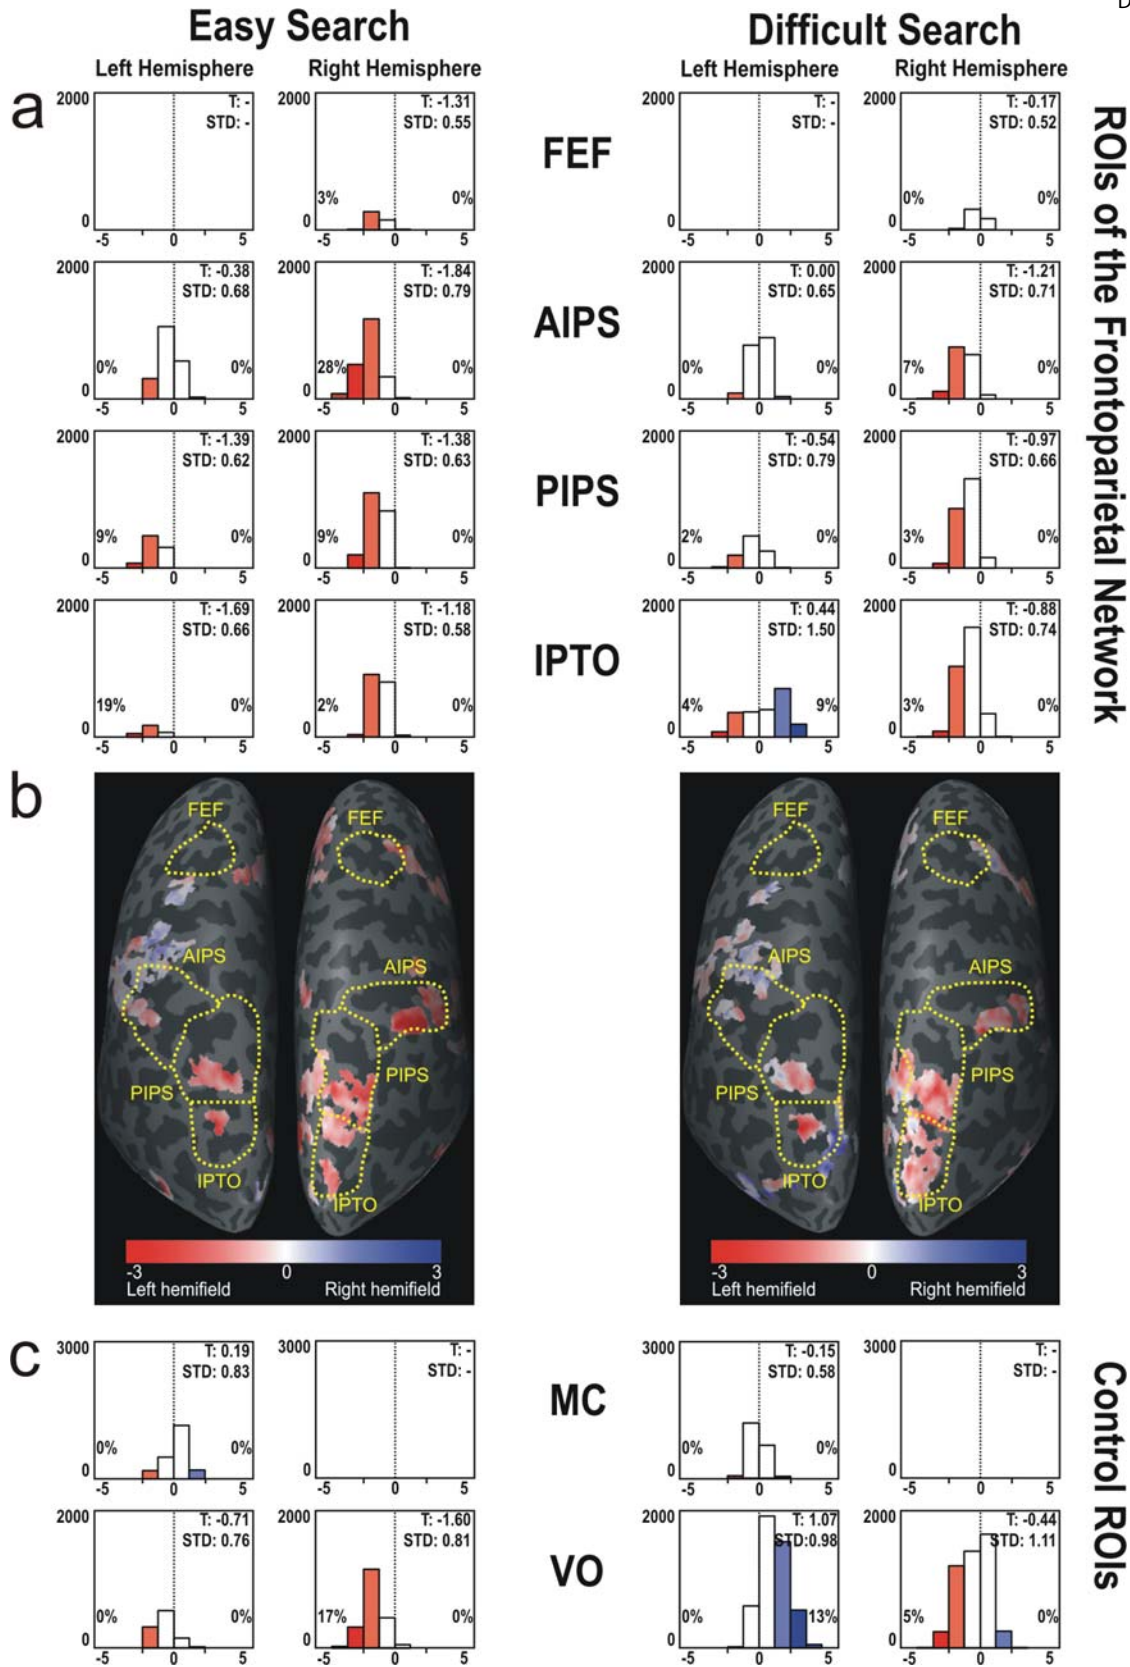 D
Easy Search
Difficult Search
Left Hemisphere
Right Hemisphere
Left Hemisphere
Right Hemisphere
a
ROIs of the Frontoparietal Network
FEF
2000
T: -
STD: -
0
-5 0 5
2000
T: -1.31
STD: 0.55
3% 0%
0
-5 0 5
2000
T: -
STD: -
0
-5 0 5
2000
T: -0.17
STD: 0.52
0% 0%
0
-5 0 5
AIPS
2000
T: -0.38
STD: 0.68
0% 0%
0
-5 0 5
2000
T: -1.84
STD: 0.79
28% 0%
0
-5 0 5
2000
T: 0.00
STD: 0.65
0% 0%
0
-5 0 5
2000
T: -1.21
STD: 0.71
7% 0%
0
-5 0 5
PIPS
2000
T: -1.39
STD: 0.62
9% 0%
0
-5 0 5
2000
T: -1.38
STD: 0.63
9% 0%
0
-5 0 5
2000
T: -0.54
STD: 0.79
2% 0%
0
-5 0 5
2000
T: -0.97
STD: 0.66
3% 0%
0
-5 0 5
IPTO
2000
T: -1.69
STD: 0.66
19% 0%
0
-5 0 5
2000
T: -1.18
STD: 0.58
2% 0%
0
-5 0 5
2000
T: 0.44
STD: 1.50
4% 9%
0
-5 0 5
2000
T: -0.88
STD: 0.74
3% 0%
0
-5 0 5
b
FEF
FEF
AIPS
AIPS
PIPS
PIPS
IPTO
IPTO
-3 0 3
Left hemifield Right hemifield
FEF
FEF
AIPS
AIPS
PIPS
PIPS
IPTO
IPTO
-3 0 3
Left hemifield Right hemifield
c
Control ROIs
MC
3000
T: 0.19
STD: 0.83
0% 0%
0
-5 0 5
3000
T: -
STD: -
0
-5 0 5
3000
T: -0.15
STD: 0.58
0% 0%
0
-5 0 5
3000
T: -
STD: -
0
-5 0 5
VO
2000
T: -0.71
STD: 0.76
0% 0%
0
-5 0 5
2000
T: -1.60
STD: 0.81
17% 0%
0
-5 0 5
2000
T: 1.07
STD:0.98
0% 13%
0
-5 0 5
2000
T: -0.44
STD: 1.11
5% 0%
0
-5 0 5